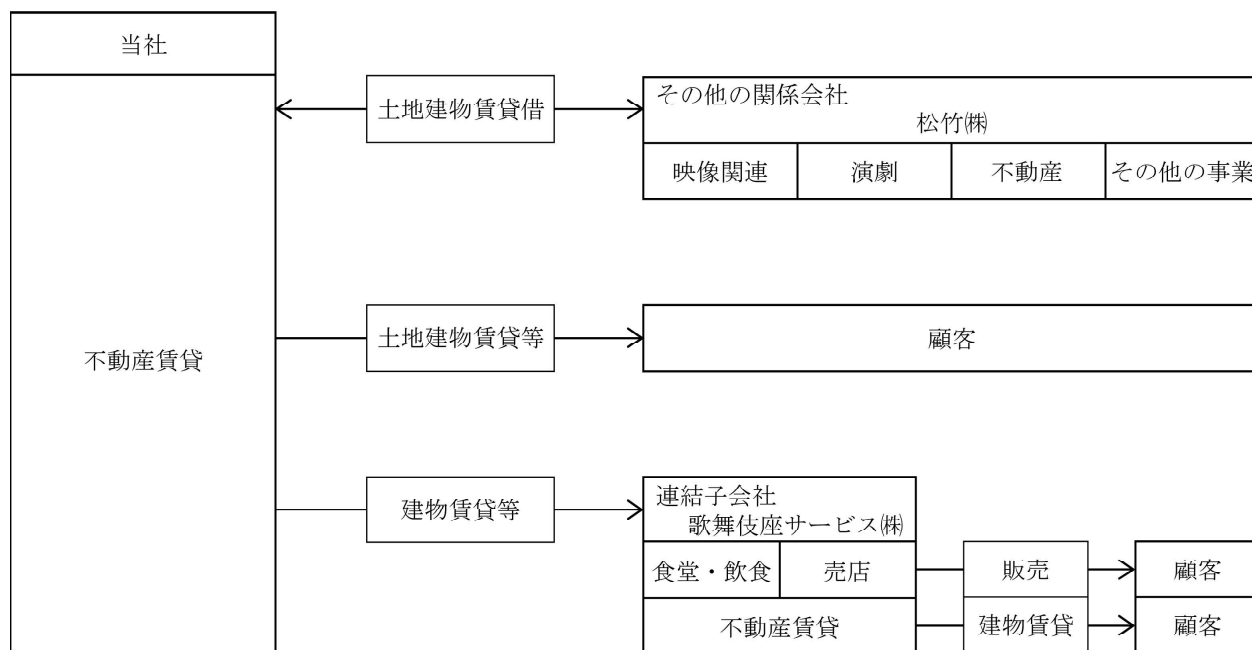 当社
不動産賃貸
土地建物賃貸借
その他の関係会社
松竹㈱
映像関連
演劇
不動産
その他の事業
土地建物賃貸等
顧客
建物賃貸等
連結子会社
歌舞伎座サービス㈱
食堂・飲食
売店
販売
顧客
不動産賃貸
建物賃貸
顧客